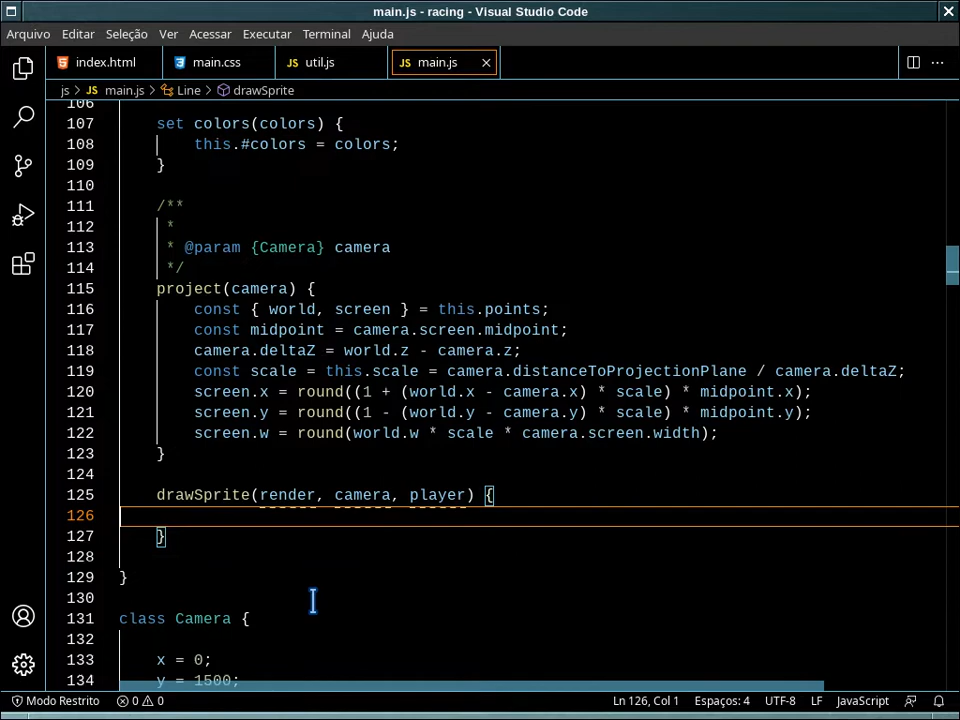 main.js - racing - Visual Studio Code
Arquivo Editar Seleção Ver Acessar Executar Terminal Ajuda
index.html main.css JS util.js JS main.js
js > JS main.js > Line > drawSprite
106
107 set colors(colors) {
108 this.#colors = colors;
109 }
110
111 /**
112 *
113 * @param {Camera} camera
114 */
115 project(camera) {
116 const { world, screen } = this.points;
117 const midpoint = camera.screen.midpoint;
118 camera.deltaZ = world.z - camera.z;
119 const scale = this.scale = camera.distanceToProjectionPlane / camera.deltaZ;
120 screen.x = round((1 + (world.x - camera.x) * scale) * midpoint.x);
121 screen.y = round((1 - (world.y - camera.y) * scale) * midpoint.y);
122 screen.w = round(world.w * scale * camera.screen.width);
123 }
124
125 drawSprite(render, camera, player) {
126
127 }
128
129 }
130
131 class Camera {
132
133 x = 0;
134 y = 1500;
Modo Restrito 0 0 Ln 126, Col 1 Espaços: 4 UTF-8 LF JavaScript